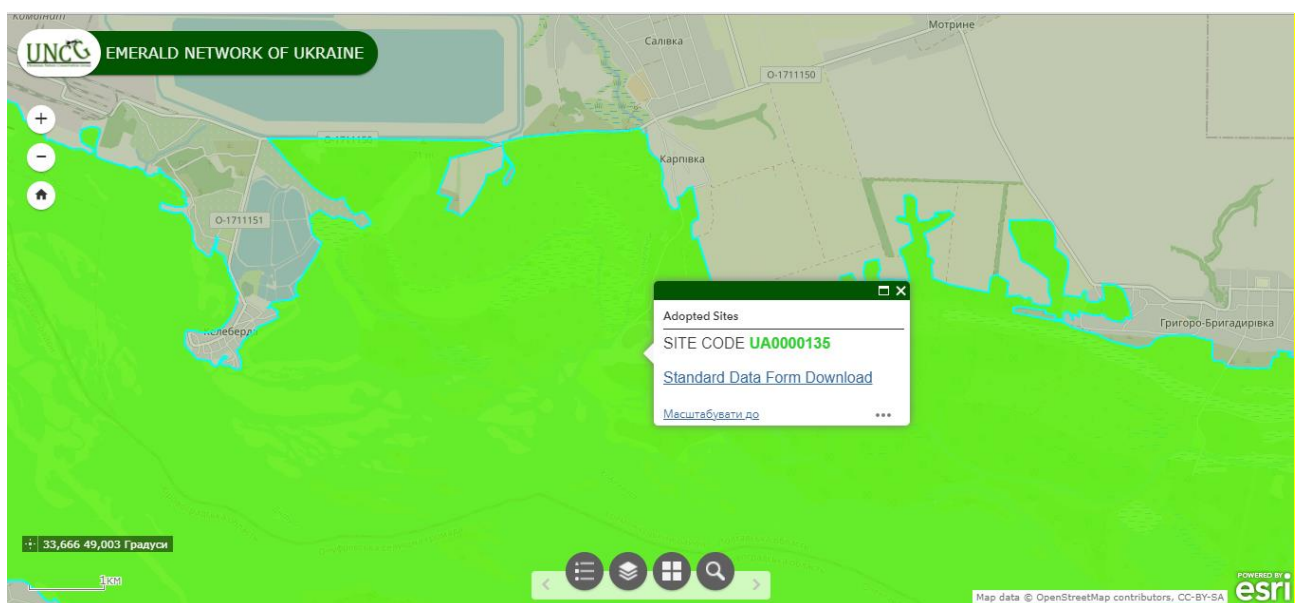 Мотрине
Салівка
UNCG
EMERALD NETWORK OF UKRAINE
О-1711150
+
О-1711150
−
Карпівка
О-1711151
Adopted Sites
SITE CODE UA0000135
Григоро-Бригадирівка
Келеберда
Standard Data Form Download
Масштабувати до
33,666 49,003 Градуси
1км
POWERED BY
esri
Map data © OpenStreetMap contributors, CC-BY-SA